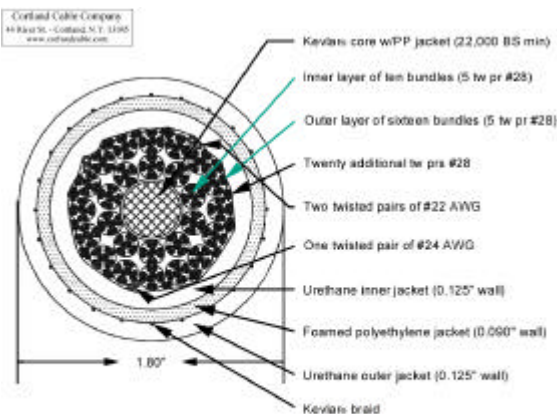 Cortland Cable Company
44 River St. - Cortland, N.Y. 13045
www.cortlandcable.com
Kevlar® core w/PP jacket (22,000 BS min)
Inner layer of ten bundles (5 tw pr #28)
Outer layer of sixteen bundles (5 tw pr #28)
Twenty additional tw prs #28
Two twisted pairs of #22 AWG
One twisted pair of #24 AWG
Urethane inner jacket (0.125" wall)
Foamed polyethylene jacket (0.090" wall)
1.80"
Urethane outer jacket (0.125" wall)
Kevlar® braid